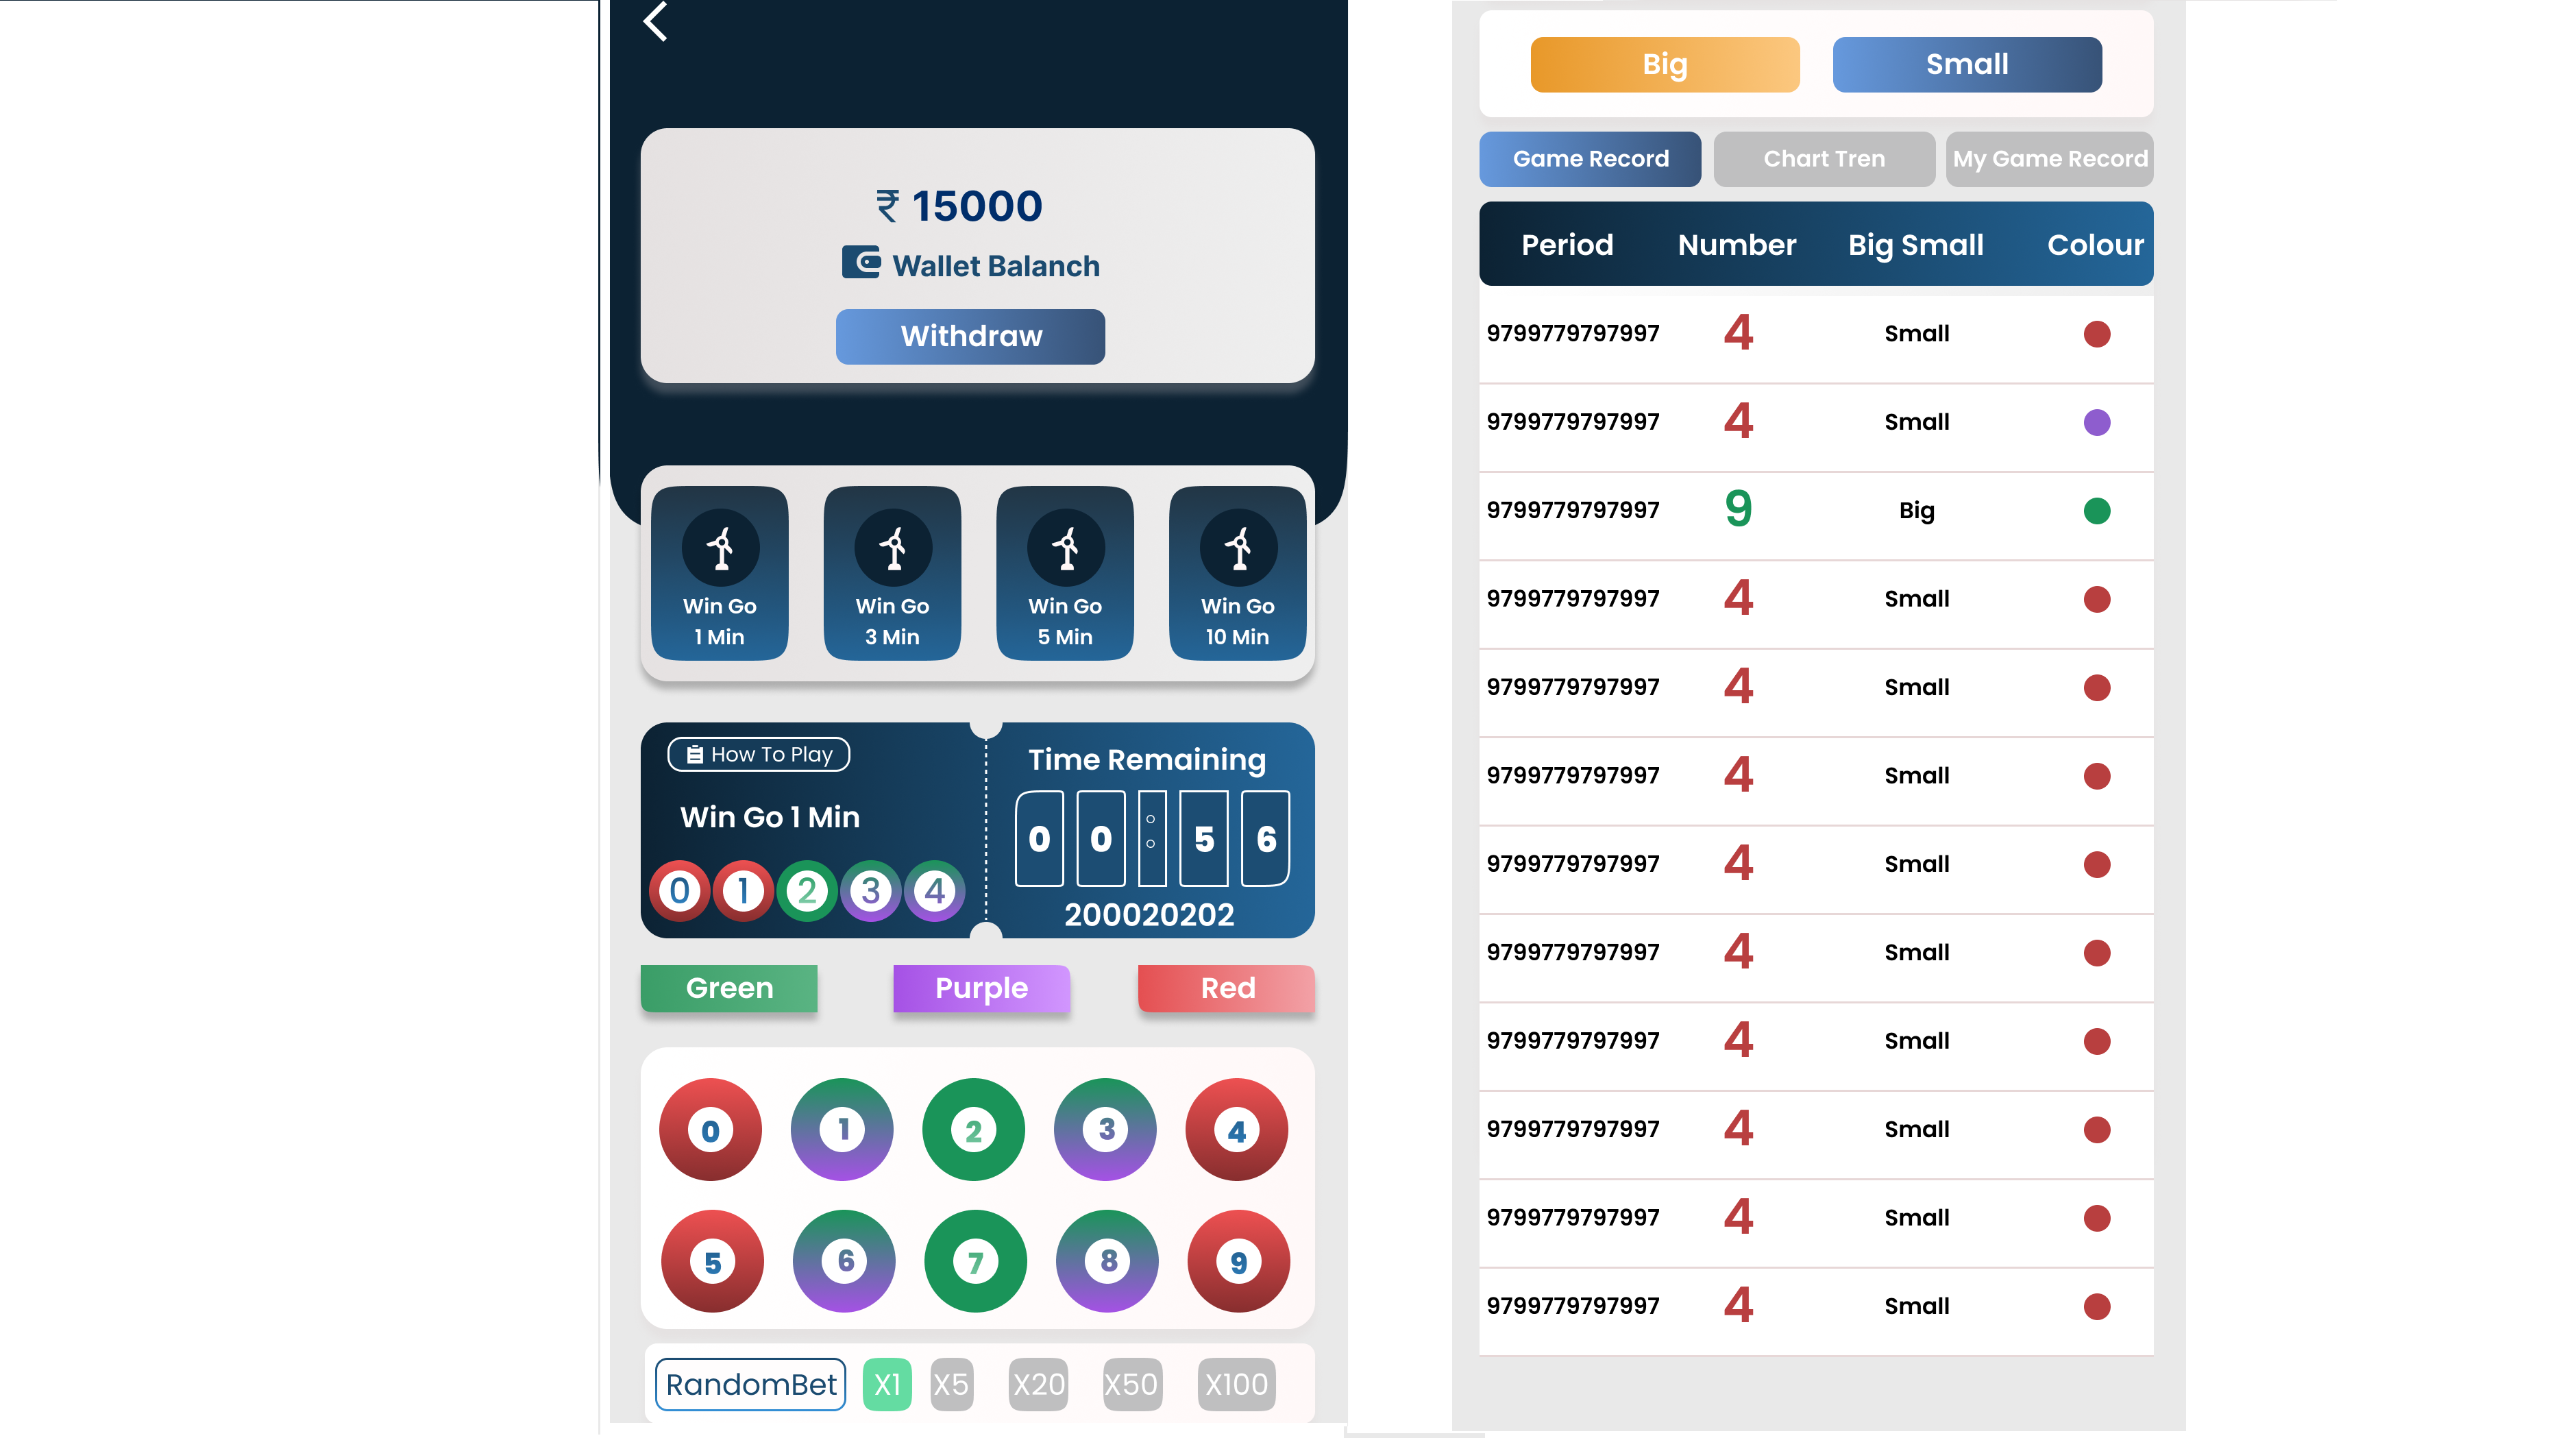 ₹ 15000
Wallet Balanch
Withdraw
Win Go
1 Min
Win Go
3 Min
Win Go
5 Min
Win Go
10 Min
How To Play
Win Go 1 Min
0 1 2 3 4
Time Remaining
0 0 : 5 6
200020202
Green Purple Red
0 1 2 3 4
5 6 7 8 9
RandomBet X1 X5 X20 X50 X100
Big Small
Game Record Chart Tren My Game Record
Period Number Big Small Colour
9799779797997 4 Small
9799779797997 4 Small
9799779797997 9 Big
9799779797997 4 Small
9799779797997 4 Small
9799779797997 4 Small
9799779797997 4 Small
9799779797997 4 Small
9799779797997 4 Small
9799779797997 4 Small
9799779797997 4 Small
9799779797997 4 Small